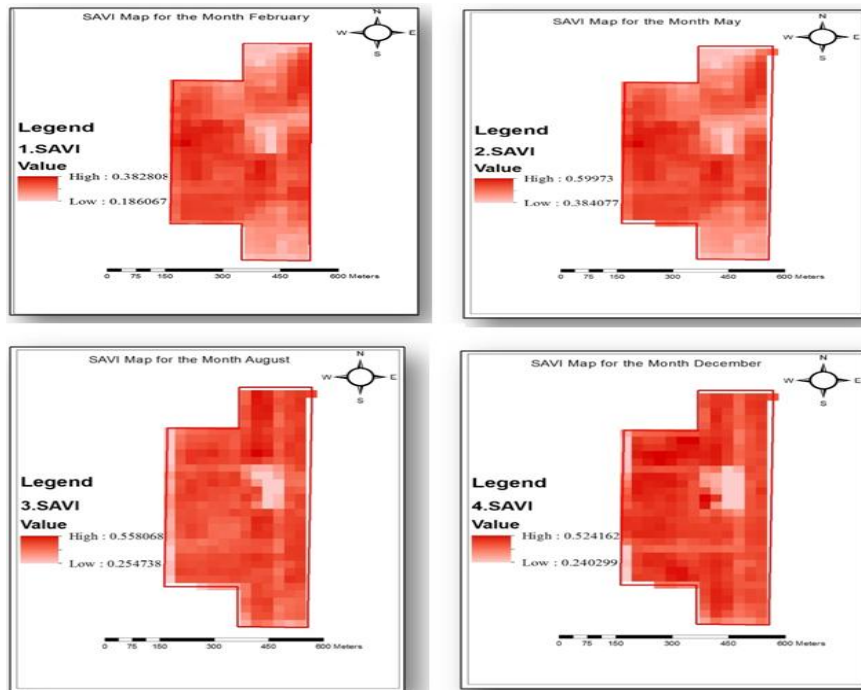 SAVI Map for the Month February
N
W E
S
Legend
1.SAVI
Value
High : 0.382808
Low : 0.186067
0 75 150 300 450 600 Meters
SAVI Map for the Month May
N
W E
S
Legend
2.SAVI
Value
High : 0.59973
Low : 0.384077
0 75 150 300 450 600 Meters
SAVI Map for the Month August
N
W E
S
Legend
3.SAVI
Value
High : 0.558068
Low : 0.254738
0 75 150 300 450 600 Meters
SAVI Map for the Month December
N
W E
S
Legend
4.SAVI
Value
High : 0.524162
Low : 0.240299
0 75 150 300 450 600 Meters